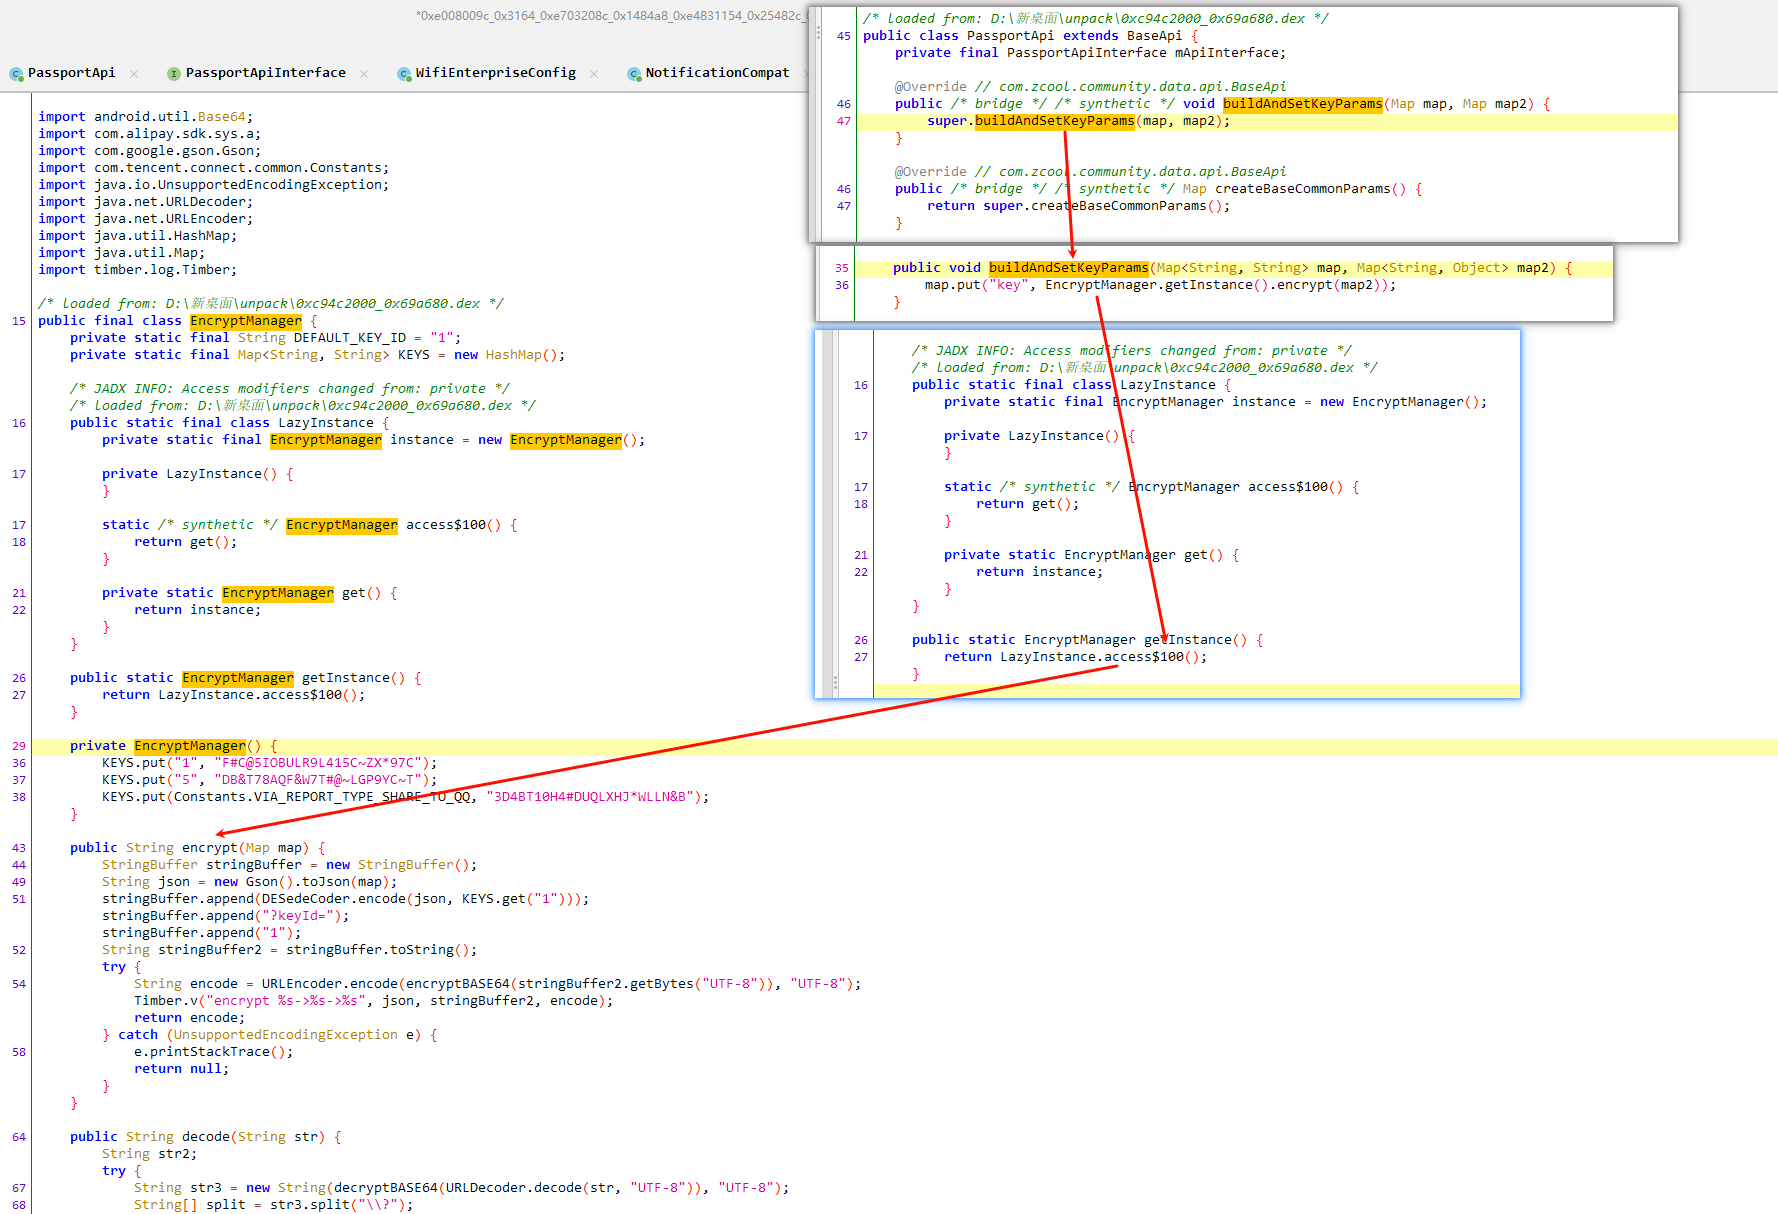 *0xe008009c_0x3164_0xe703208c_0x1484a8_0xe4831154_0x25482c_
PassportApi
PassportApiInterface
WifiEnterpriseConfig
NotificationCompat
import android.util.Base64;
import com.alipay.sdk.sys.a;
import com.google.gson.Gson;
import com.tencent.connect.common.Constants;
import java.io.UnsupportedEncodingException;
import java.net.URLDecoder;
import java.net.URLEncoder;
import java.util.HashMap;
import java.util.Map;
import timber.log.Timber;
/* loaded from: D:\新桌面\unpack\0xc94c2000_0x69a680.dex */
15 public final class EncryptManager {
private static final String DEFAULT_KEY_ID = "1";
private static final Map<String, String> KEYS = new HashMap();
/* JADX INFO: Access modifiers changed from: private */
/* loaded from: D:\新桌面\unpack\0xc94c2000_0x69a680.dex */
16 public static final class LazyInstance {
private static final EncryptManager instance = new EncryptManager();
17 private LazyInstance() {
}
17 static /* synthetic */ EncryptManager access$100() {
18 return get();
}
21 private static EncryptManager get() {
22 return instance;
}
}
26 public static EncryptManager getInstance() {
27 return LazyInstance.access$100();
}
29 private EncryptManager() {
36 KEYS.put("1", "F#C@5IOBULR9L415C~ZX*97C");
37 KEYS.put("5", "DB&T78AQF&W7T#@~LGP9YC~T");
38 KEYS.put(Constants.VIA_REPORT_TYPE_SHARE_TO_QQ, "3D4BT10H4#DUQLXHJ*WLLN&B");
}
43 public String encrypt(Map map) {
44 StringBuffer stringBuffer = new StringBuffer();
49 String json = new Gson().toJson(map);
51 stringBuffer.append(DESedeCoder.encode(json, KEYS.get("1")));
stringBuffer.append("?keyId=");
stringBuffer.append("1");
52 String stringBuffer2 = stringBuffer.toString();
try {
54 String encode = URLEncoder.encode(encryptBASE64(stringBuffer2.getBytes("UTF-8")), "UTF-8");
Timber.v("encrypt %s->%s->%s", json, stringBuffer2, encode);
return encode;
} catch (UnsupportedEncodingException e) {
58 e.printStackTrace();
return null;
}
}
64 public String decode(String str) {
String str2;
try {
67 String str3 = new String(decryptBASE64(URLDecoder.decode(str, "UTF-8")), "UTF-8");
68 String[] split = str3.split("\\?");
/* loaded from: D:\新桌面\unpack\0xc94c2000_0x69a680.dex */
45 public class PassportApi extends BaseApi {
private final PassportApiInterface mApiInterface;
@Override // com.zcool.community.data.api.BaseApi
46 public /* bridge */ /* synthetic */ void buildAndSetKeyParams(Map map, Map map2) {
47 super.buildAndSetKeyParams(map, map2);
}
@Override // com.zcool.community.data.api.BaseApi
46 public /* bridge */ /* synthetic */ Map createBaseCommonParams() {
47 return super.createBaseCommonParams();
}
35 public void buildAndSetKeyParams(Map<String, String> map, Map<String, Object> map2) {
36 map.put("key", EncryptManager.getInstance().encrypt(map2));
}
/* JADX INFO: Access modifiers changed from: private */
/* loaded from: D:\新桌面\unpack\0xc94c2000_0x69a680.dex */
16 public static final class LazyInstance {
private static final EncryptManager instance = new EncryptManager();
17 private LazyInstance() {
}
17 static /* synthetic */ EncryptManager access$100() {
18 return get();
}
21 private static EncryptManager get() {
22 return instance;
}
}
26 public static EncryptManager getInstance() {
27 return LazyInstance.access$100();
}